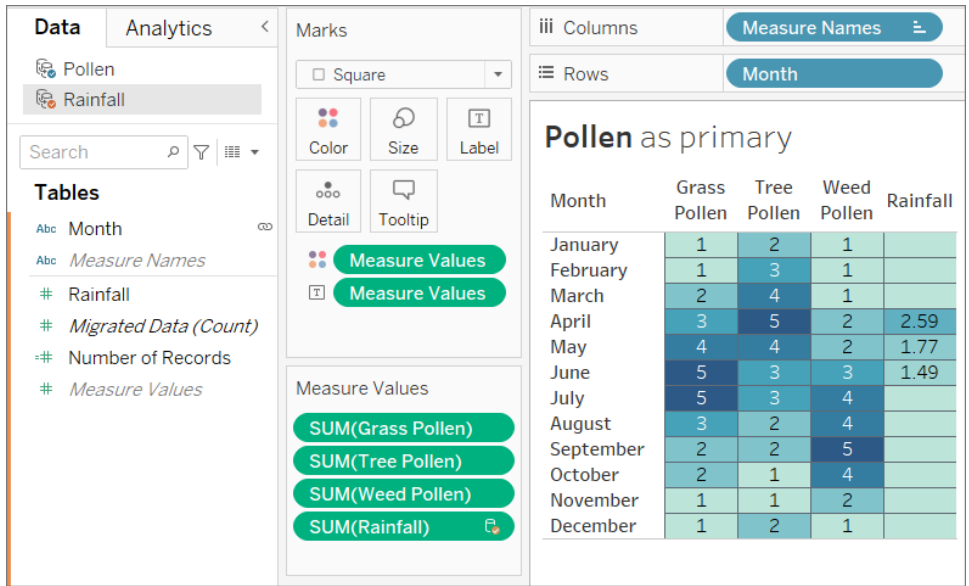 Data Analytics <
Pollen
Rainfall
Search
Tables
Abc Month
Abc Measure Names
# Rainfall
# Migrated Data (Count)
=# Number of Records
# Measure Values
Marks
Square
Color Size Label
T
Detail Tooltip
Measure Values
T Measure Values
Measure Values
SUM(Grass Pollen)
SUM(Tree Pollen)
SUM(Weed Pollen)
SUM(Rainfall)
iii Columns Measure Names
Rows Month
Pollen as primary
Month Grass Pollen Tree Pollen Weed Pollen Rainfall
January 1 2 1
February 1 3 1
March 2 4 1
April 3 5 2 2.59
May 4 4 2 1.77
June 5 3 3 1.49
July 5 3 4
August 3 2 4
September 2 2 5
October 2 1 4
November 1 1 2
December 1 2 1